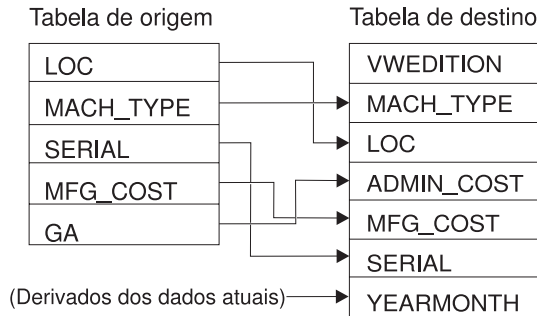 Tabela de origem
LOC
MACH_TYPE
SERIAL
MFG_COST
GA
Tabela de destino
VWEDITION
MACH_TYPE
LOC
ADMIN_COST
MFG_COST
SERIAL
YEARMONTH
(Derivados dos dados atuais)